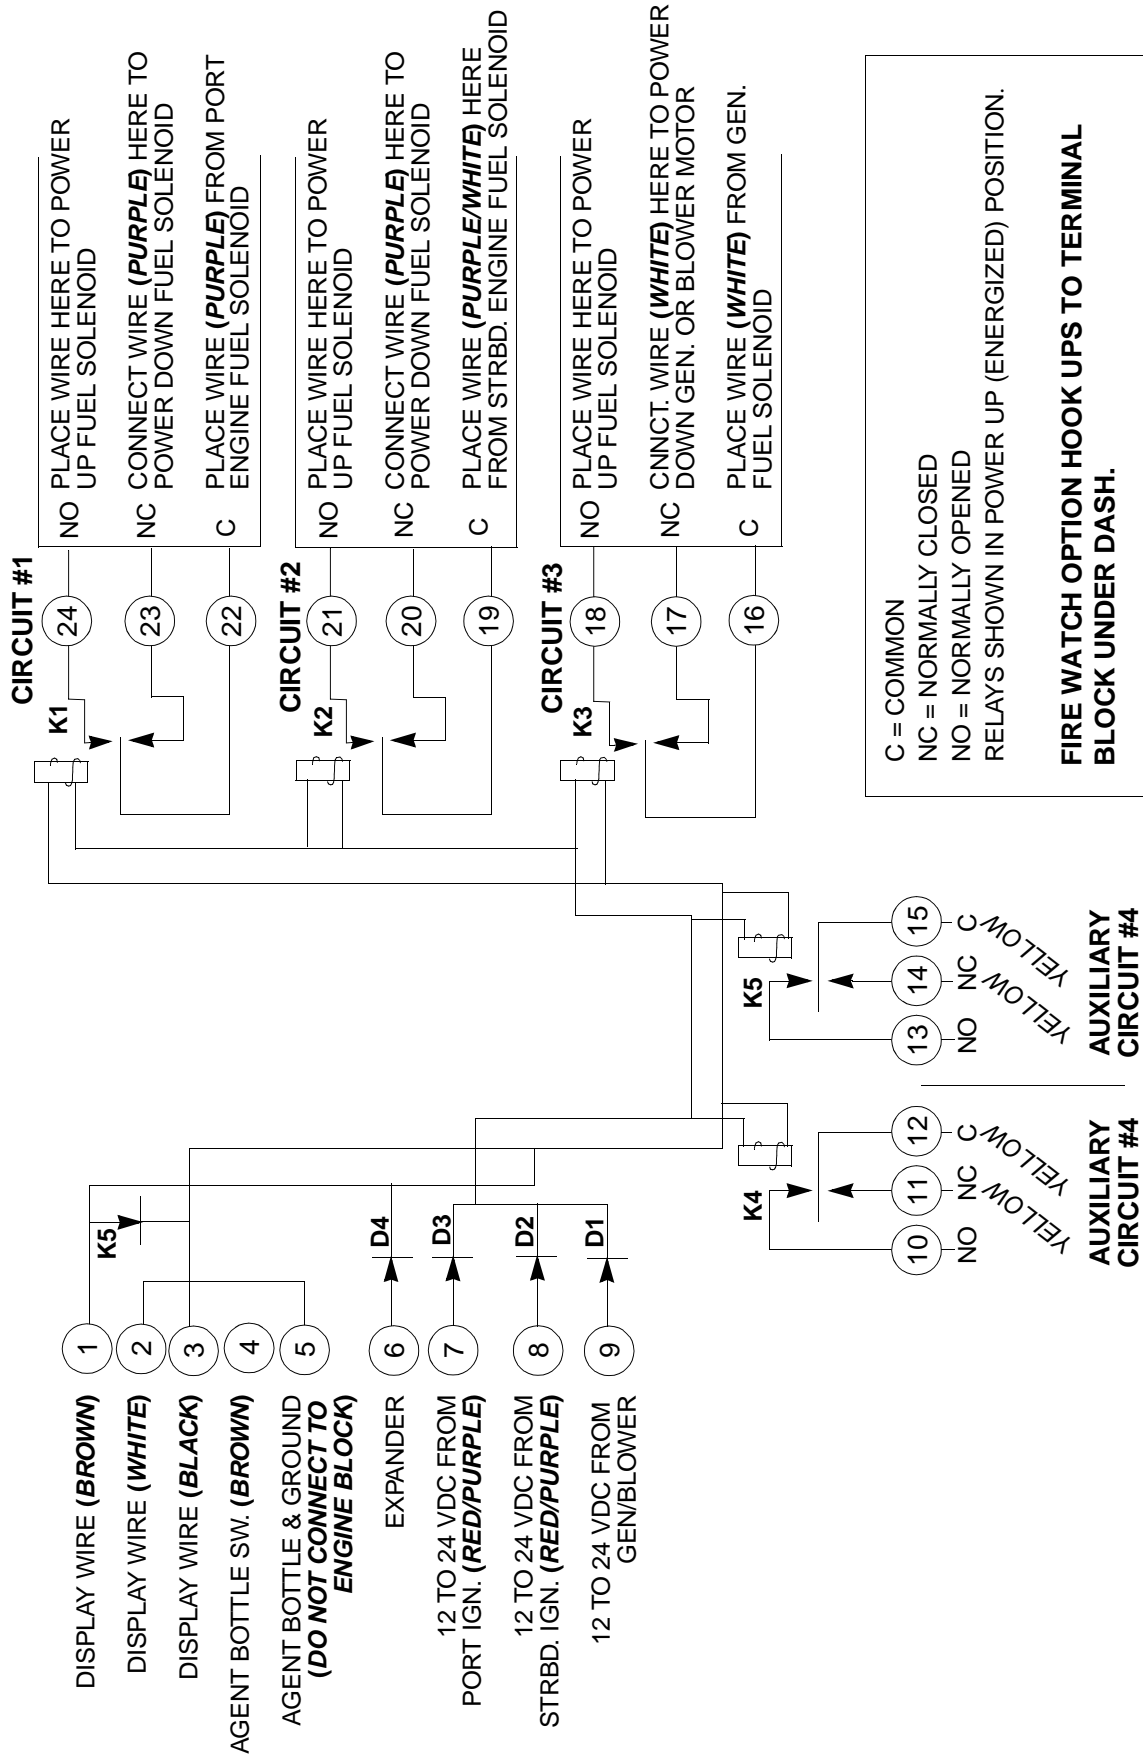 DISPLAY WIRE (BROWN)
1
DISPLAY WIRE (WHITE)
2
DISPLAY WIRE (BLACK)
3
AGENT BOTTLE SW. (BROWN)
4
AGENT BOTTLE & GROUND
(DO NOT CONNECT TO
ENGINE BLOCK)
5
EXPANDER
6
12 TO 24 VDC FROM
PORT IGN. (RED/PURPLE)
7
12 TO 24 VDC FROM
STRBD. IGN. (RED/PURPLE)
8
12 TO 24 VDC FROM
GEN/BLOWER
9
K5
D4
D3
D2
D1
CIRCUIT #1
K1
24
NO
PLACE WIRE HERE TO POWER
UP FUEL SOLENOID
23
NC
CONNECT WIRE (PURPLE) HERE TO
POWER DOWN FUEL SOLENOID
22
C
PLACE WIRE (PURPLE) FROM PORT
ENGINE FUEL SOLENOID
CIRCUIT #2
K2
21
NO
PLACE WIRE HERE TO POWER
UP FUEL SOLENOID
20
NC
CONNECT WIRE (PURPLE) HERE TO
POWER DOWN FUEL SOLENOID
19
C
PLACE WIRE (PURPLE/WHITE) HERE
FROM STRBD. ENGINE FUEL SOLENOID
CIRCUIT #3
K3
18
NO
PLACE WIRE HERE TO POWER
UP FUEL SOLENOID
17
NC
CNNCT. WIRE (WHITE) HERE TO POWER
DOWN GEN. OR BLOWER MOTOR
16
C
PLACE WIRE (WHITE) FROM GEN.
FUEL SOLENOID
K4
10
11
12
NO
NC
C
YELLOW
YELLOW
AUXILIARY
CIRCUIT #4
K5
13
14
15
NO
NC
C
YELLOW
YELLOW
AUXILIARY
CIRCUIT #4
C = COMMON
NC = NORMALLY CLOSED
NO = NORMALLY OPENED
RELAYS SHOWN IN POWER UP (ENERGIZED) POSITION.
FIRE WATCH OPTION HOOK UPS TO TERMINAL
BLOCK UNDER DASH.